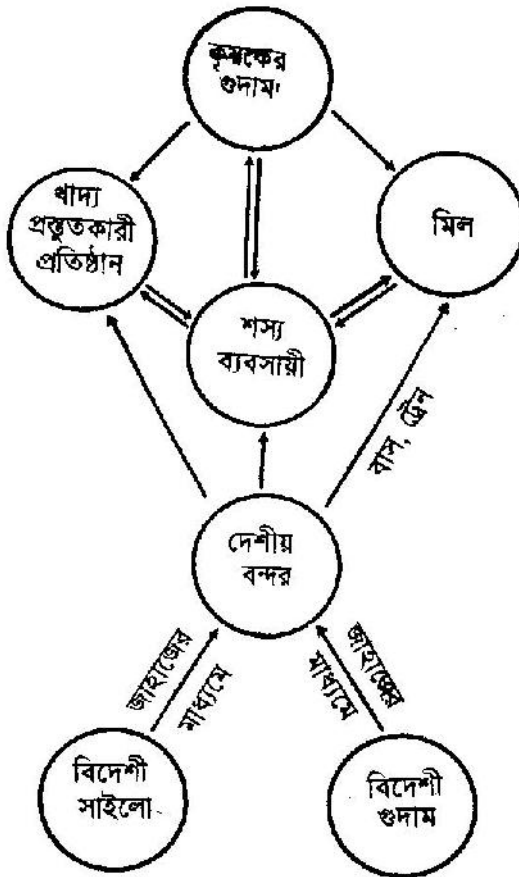 কৃষকের
গুদাম
খাদ্য
প্রস্তুতকারী
প্রতিষ্ঠান
মিল
শস্য
ব্যবসায়ী
বাস, ট্রেন
দেশীয়
বন্দর
জাহাজের
মাধ্যমে
জাহাজের
মাধ্যমে
বিদেশী
সাইলো
বিদেশী
গুদাম